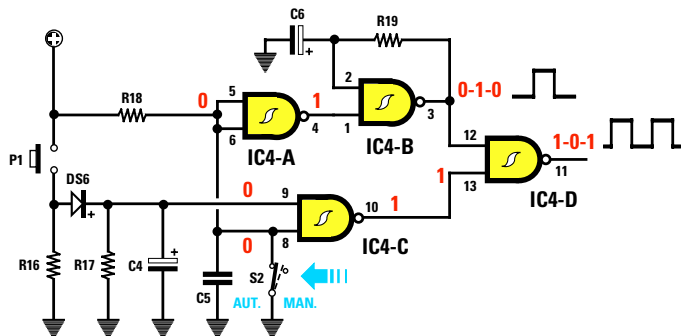 C6
+
R19
R18
0
5
6
IC4-A
1
4
2
1
IC4-B
3
0-1-0
12
13
1
IC4-D
11
1-0-1
P1
DS6
+
0
9
8
0
10
1
IC4-C
R16
R17
C4
+
C5
S2
AUT.
MAN.